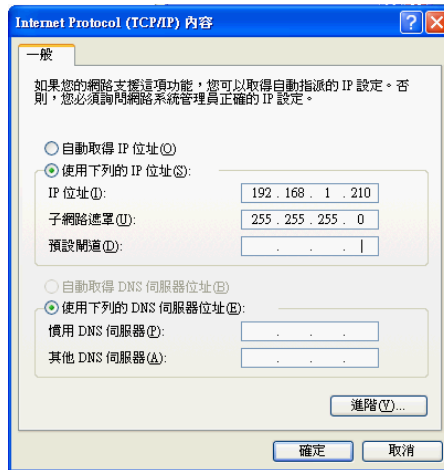 Internet Protocol (TCP/IP) 內容
一般
如果您的網路支援這項功能，您可以取得自動指派的 IP 設定。否
則，您必須詢問網路系統管理員正確的 IP 設定。
自動取得 IP 位址(O)
使用下列的 IP 位址(S):
IP 位址(I): 192 . 168 . 1 . 210
子網路遮罩(U): 255 . 255 . 255 . 0
預設閘道(D): . . .
自動取得 DNS 伺服器位址(B)
使用下列的 DNS 伺服器位址(E):
慣用 DNS 伺服器(P): . . .
其他 DNS 伺服器(A): . . .
進階(V)...
確定 取消